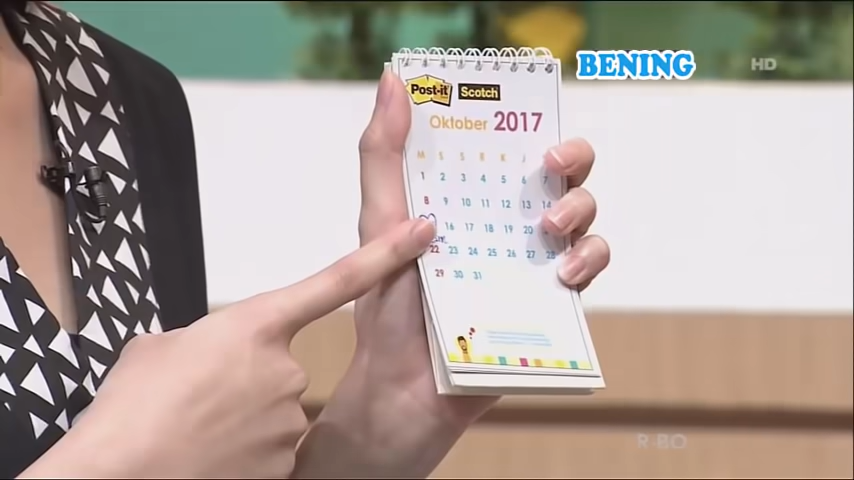 BENING
HD
Post-it Scotch
Oktober 2017
M S S R K J
1 2 3 4 5 6 7
8 9 10 11 12 13 14
16 17 18 19 20
22 23 24 25 26 27 28
29 30 31